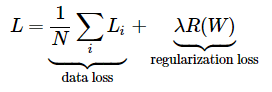 L = 1/N ∑_i L_i + λR(W)
data loss regularization loss